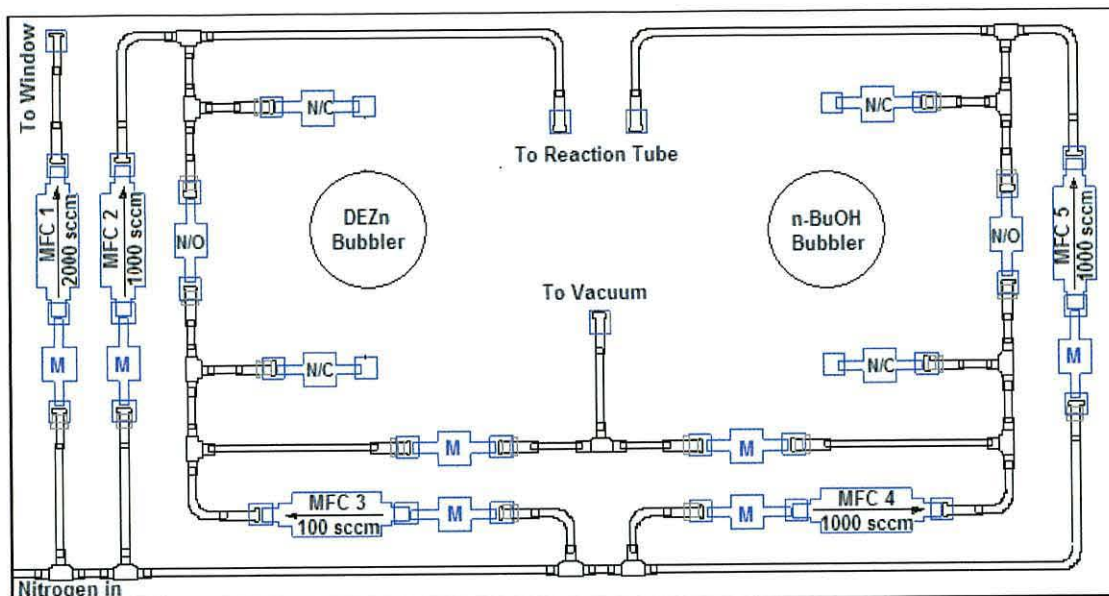 To Window
MFC 1
2000 sccm
M
MFC 2
1000 sccm
M
N/C
N/O
N/C
DEZn
Bubbler
To Reaction Tube
To Vacuum
n-BuOH
Bubbler
N/C
N/O
N/C
MFC 5
1000 sccm
M
M
M
MFC 3
100 sccm
M
M
MFC 4
1000 sccm
Nitrogen in